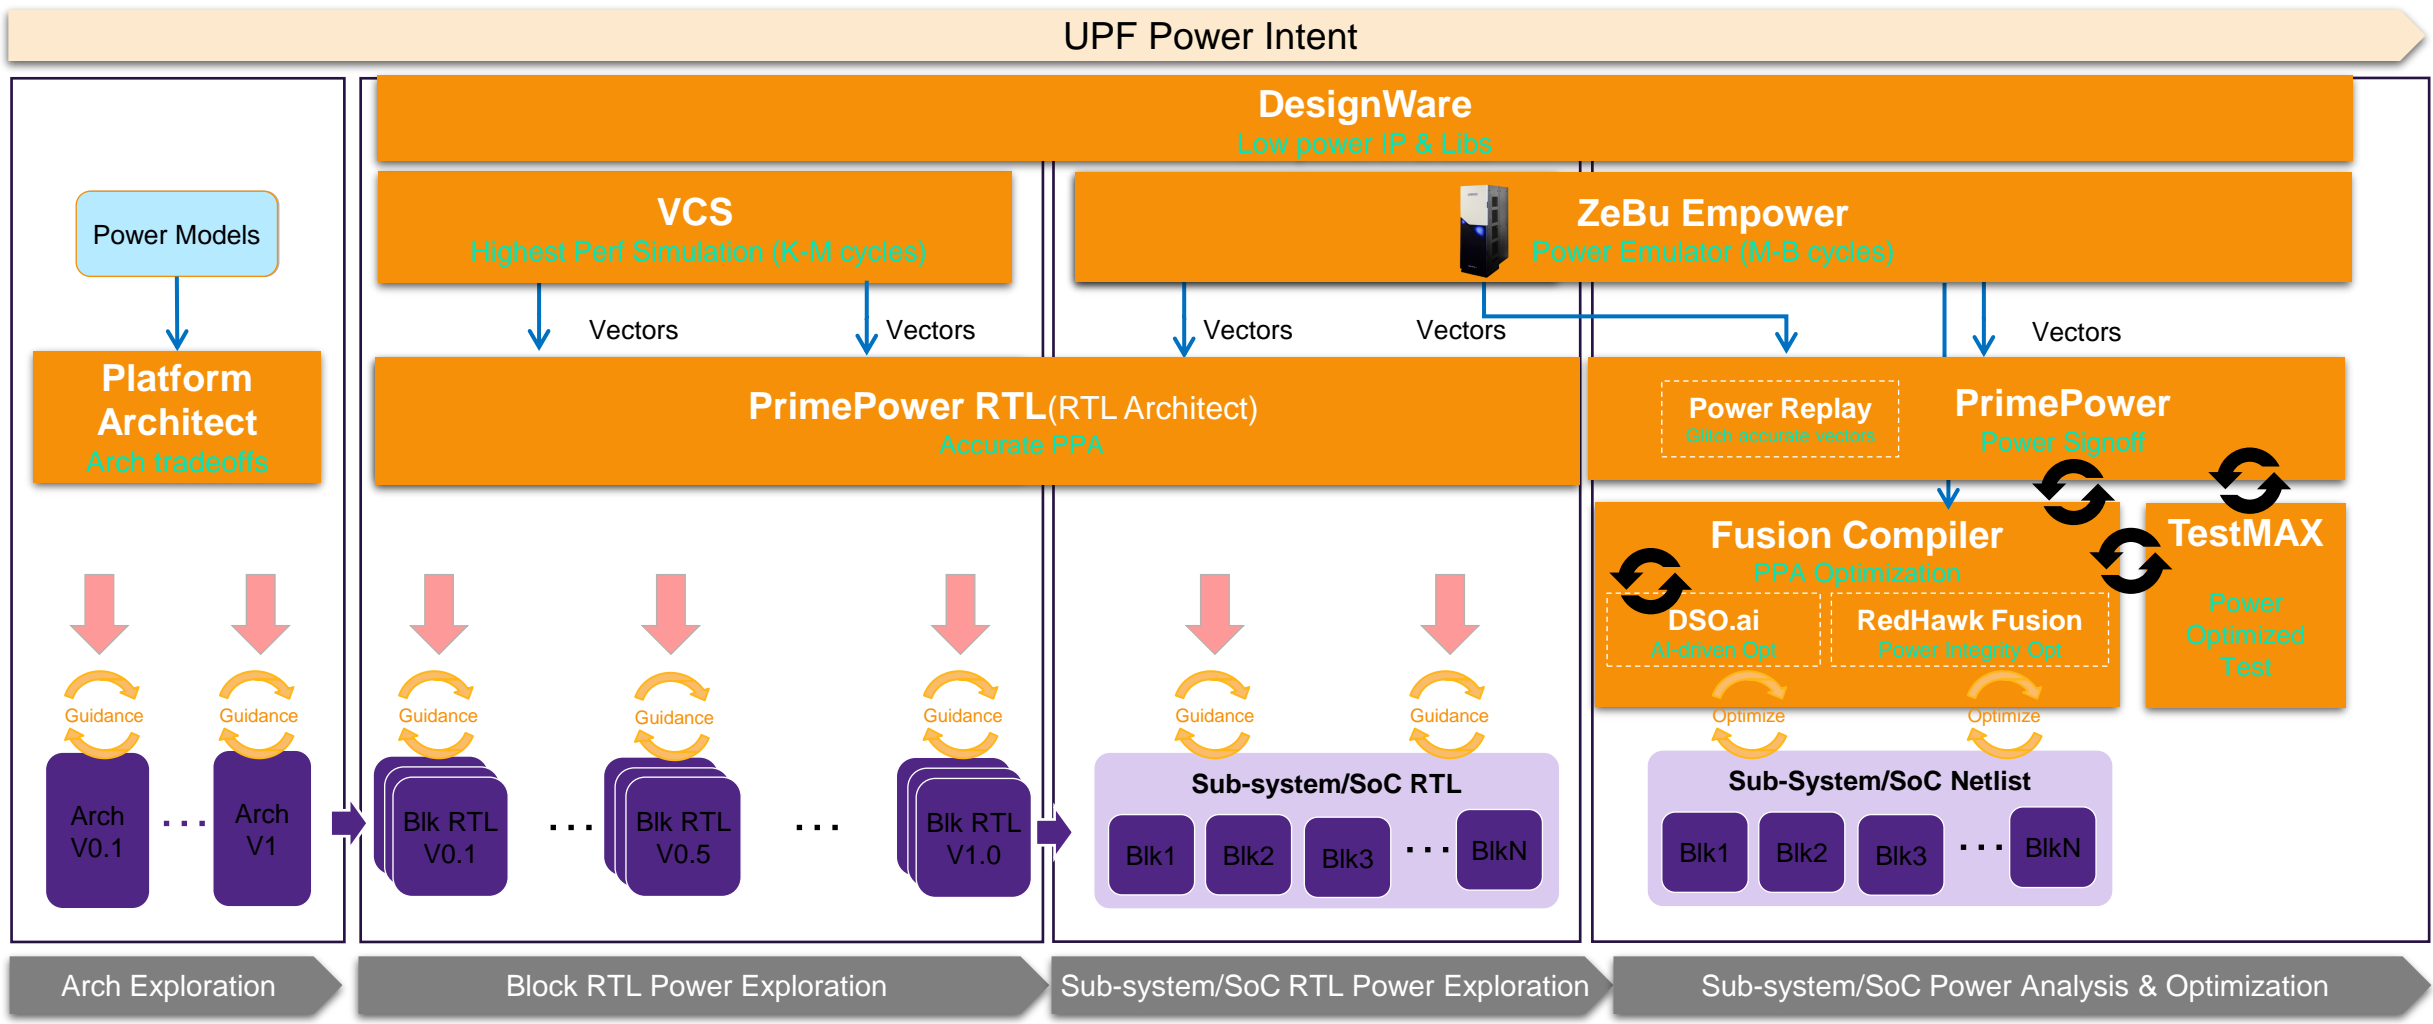 UPF Power Intent
DesignWare
Low power IP & Libs
Power Models
VCS
Highest Perf Simulation (K-M cycles)
ZeBu Empower
Power Emulator (M-B cycles)
Vectors
Vectors
Vectors
Vectors
Vectors
Platform
Architect
Arch tradeoffs
PrimePower RTL(RTL Architect)
Accurate PPA
Power Replay
Glitch accurate vectors
PrimePower
Power Signoff
Fusion Compiler
PPA Optimization
DSO.ai
AI-driven Opt
RedHawk Fusion
Power Integrity Opt
TestMAX
Power
Optimized
Test
Guidance
Guidance
Guidance
Guidance
Guidance
Guidance
Guidance
Optimize
Optimize
Arch
V0.1
...
Arch
V1
Blk RTL
V0.1
...
Blk RTL
V0.5
...
Blk RTL
V1.0
Sub-system/SoC RTL
Blk1
Blk2
Blk3
...
BlkN
Sub-System/SoC Netlist
Blk1
Blk2
Blk3
...
BlkN
Arch Exploration
Block RTL Power Exploration
Sub-system/SoC RTL Power Exploration
Sub-system/SoC Power Analysis & Optimization